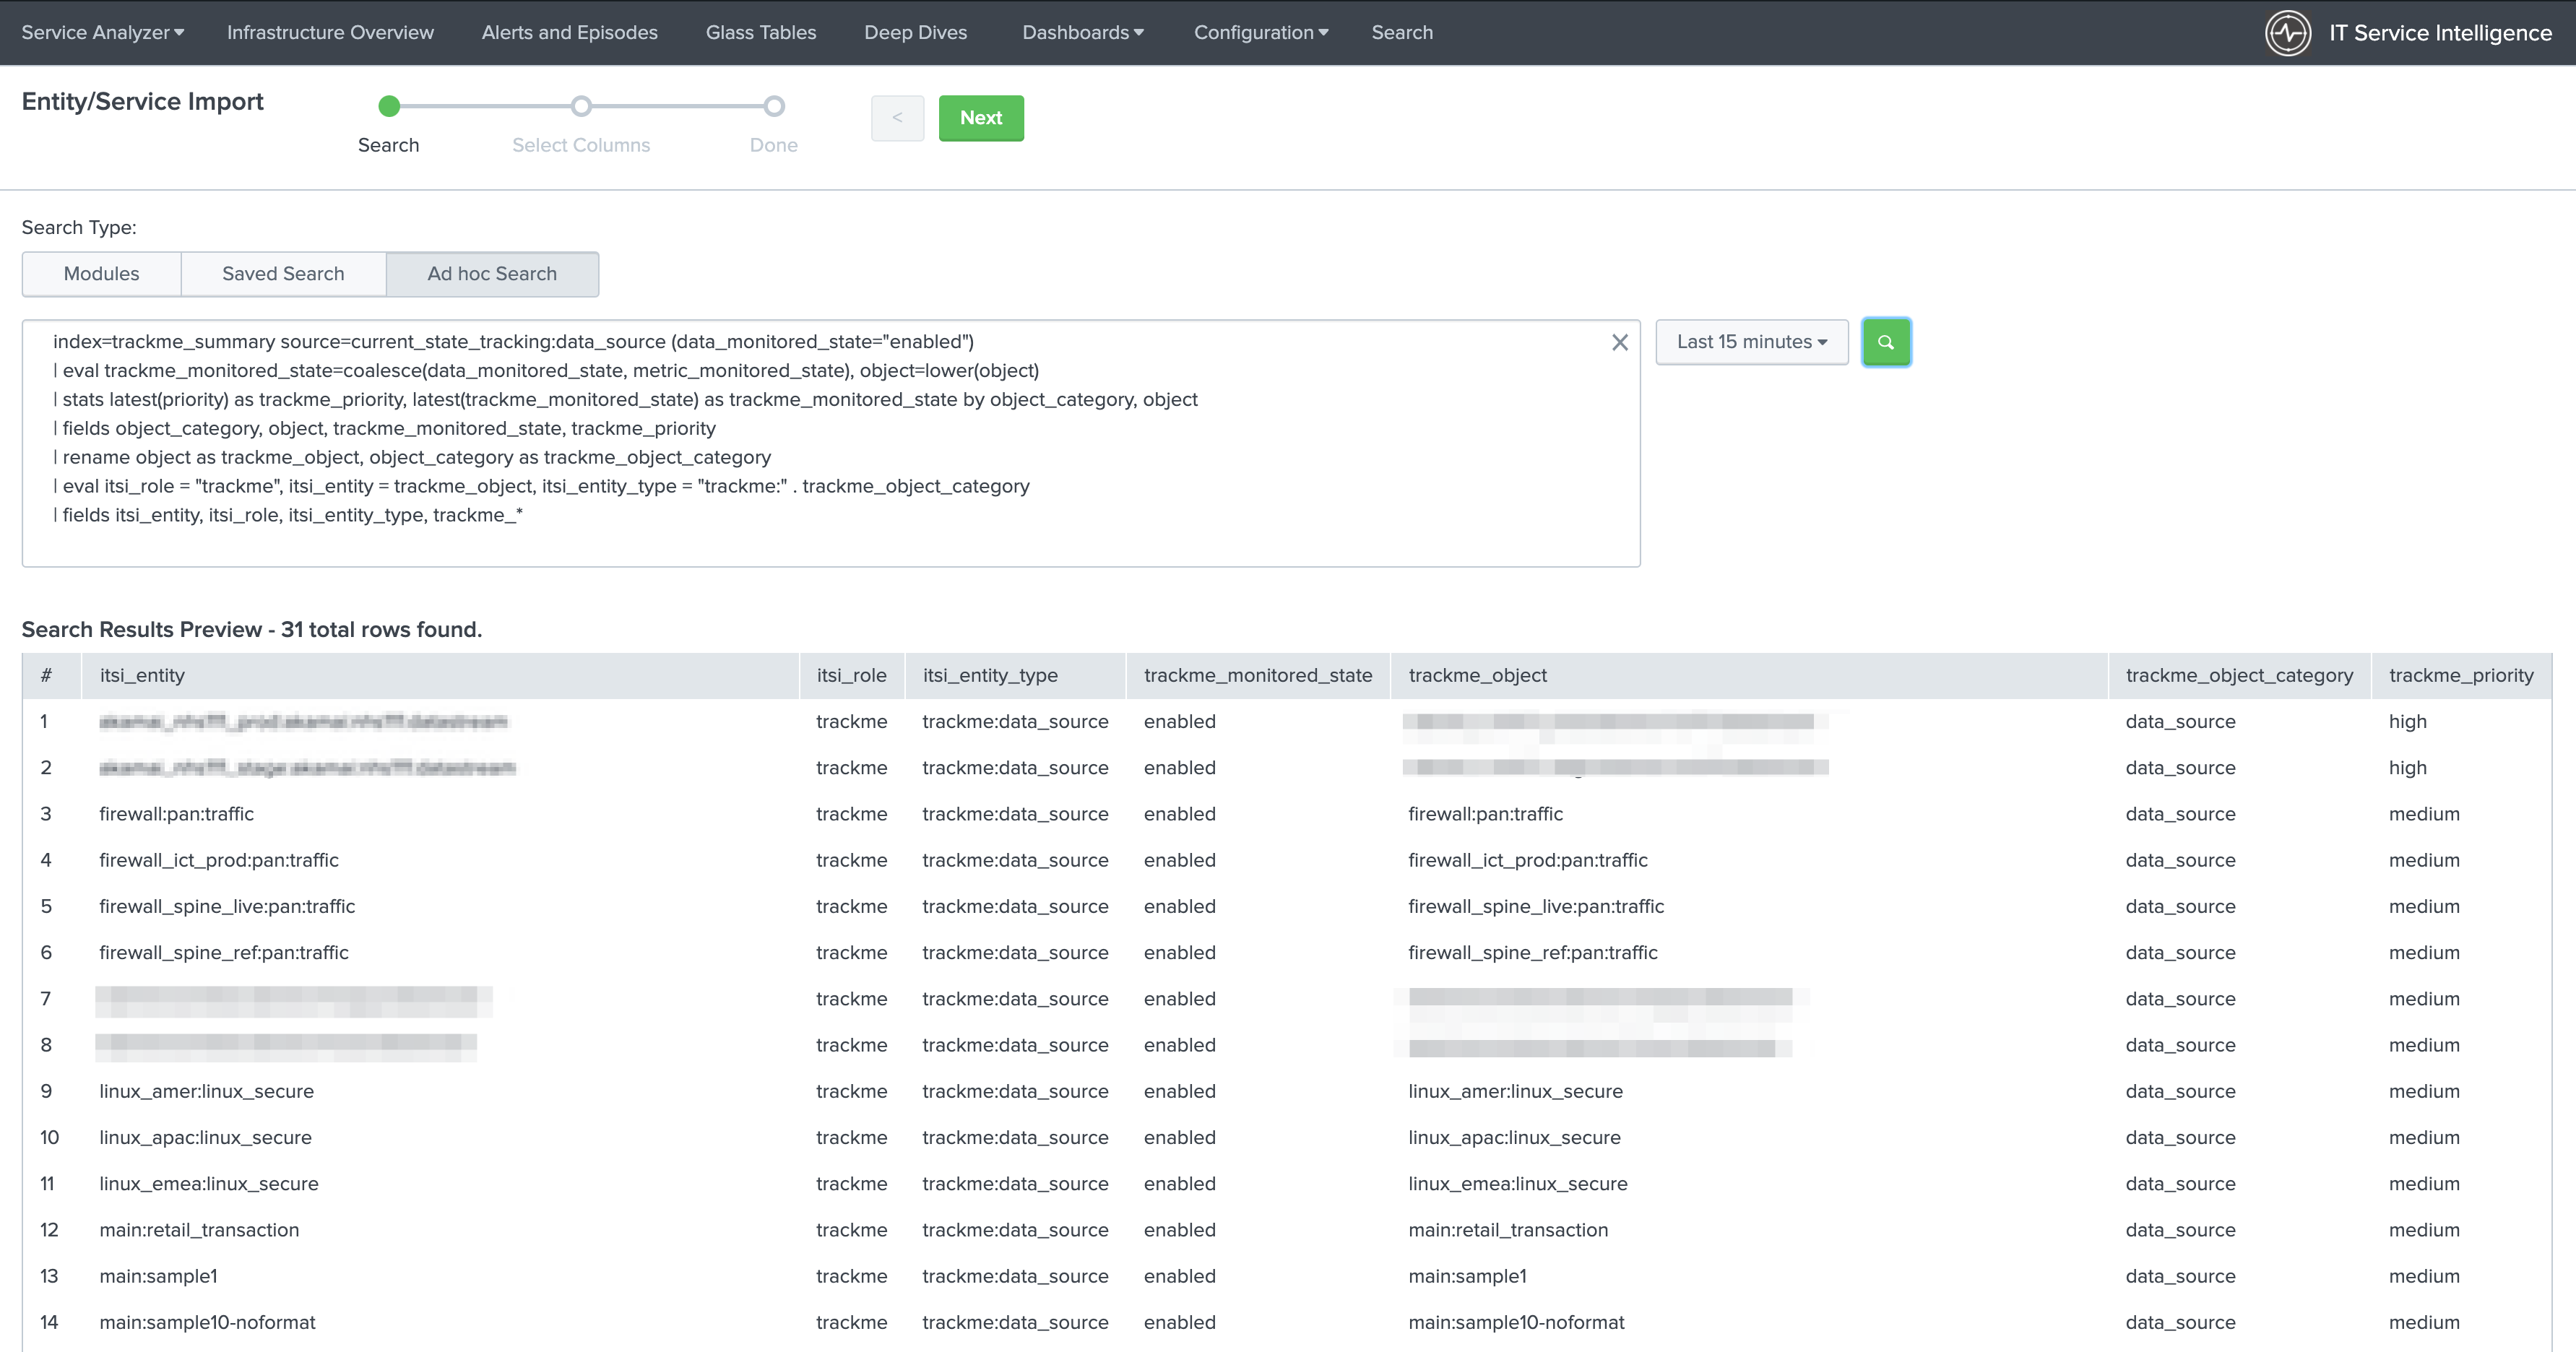 Service Analyzer Infrastructure Overview Alerts and Episodes Glass Tables Deep Dives Dashboards Configuration Search IT Service Intelligence
Entity/Service Import
Search Select Columns Done
< Next
Search Type:
Modules Saved Search Ad hoc Search
index=trackme_summary source=current_state_tracking:data_source (data_monitored_state="enabled")
| eval trackme_monitored_state=coalesce(data_monitored_state, metric_monitored_state), object=lower(object)
| stats latest(priority) as trackme_priority, latest(trackme_monitored_state) as trackme_monitored_state by object_category, object
| fields object_category, object, trackme_monitored_state, trackme_priority
| rename object as trackme_object, object_category as trackme_object_category
| eval itsi_role = "trackme", itsi_entity = trackme_object, itsi_entity_type = "trackme:" . trackme_object_category
| fields itsi_entity, itsi_role, itsi_entity_type, trackme_*
Last 15 minutes
Search Results Preview - 31 total rows found.
# itsi_entity itsi_role itsi_entity_type trackme_monitored_state trackme_object trackme_object_category trackme_priority
1 trackme trackme:data_source enabled data_source high
2 trackme trackme:data_source enabled data_source high
3 firewall:pan:traffic trackme trackme:data_source enabled firewall:pan:traffic data_source medium
4 firewall_ict_prod:pan:traffic trackme trackme:data_source enabled firewall_ict_prod:pan:traffic data_source medium
5 firewall_spine_live:pan:traffic trackme trackme:data_source enabled firewall_spine_live:pan:traffic data_source medium
6 firewall_spine_ref:pan:traffic trackme trackme:data_source enabled firewall_spine_ref:pan:traffic data_source medium
7 trackme trackme:data_source enabled data_source medium
8 trackme trackme:data_source enabled data_source medium
9 linux_amer:linux_secure trackme trackme:data_source enabled linux_amer:linux_secure data_source medium
10 linux_apac:linux_secure trackme trackme:data_source enabled linux_apac:linux_secure data_source medium
11 linux_emea:linux_secure trackme trackme:data_source enabled linux_emea:linux_secure data_source medium
12 main:retail_transaction trackme trackme:data_source enabled main:retail_transaction data_source medium
13 main:sample1 trackme trackme:data_source enabled main:sample1 data_source medium
14 main:sample10-noformat trackme trackme:data_source enabled main:sample10-noformat data_source medium